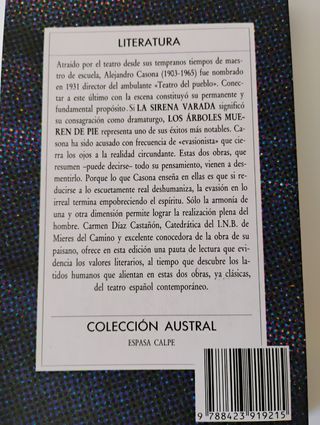 LITERATURA
Atraído por el teatro desde sus tempranos tiempos de maes-
tro de escuela, Alejandro Casona (1903-1965) fue nombrado
en 1931 director del ambulante «Teatro del pueblo». Conec-
tar a este último con la escena constituyó su permanente y
fundamental propósito. Si LA SIRENA VARADA significó
su consagración como dramaturgo, LOS ÁRBOLES MUE-
REN DE PIE representa uno de sus éxitos más notables. Ca-
sona ha sido acusado con frecuencia de «evasionista» que cie-
rra los ojos a la realidad circundante. Estas dos obras, que
resumen —puede decirse— todo su pensamiento, vienen a des-
mentirlo. Porque lo que Casona enseña en ellas es que si re-
ducirse a lo escuetamente real deshumaniza, la evasión en lo
irreal termina empobreciendo el espíritu. Sólo la armonía de
una y otra dimensión permite lograr la realización plena del
hombre. Carmen Díaz Castañón, Catedrática del I.N.B. de
Mieres del Camino y excelente conocedora de la obra de su
paisano, ofrece en esta edición una pauta de lectura que evi-
dencia los valores literarios, al tiempo que descubre los la-
tidos humanos que alientan en estas dos obras, ya clásicas,
del teatro español contemporáneo.
COLECCIÓN AUSTRAL
ESPASA CALPE
9 788423 919215